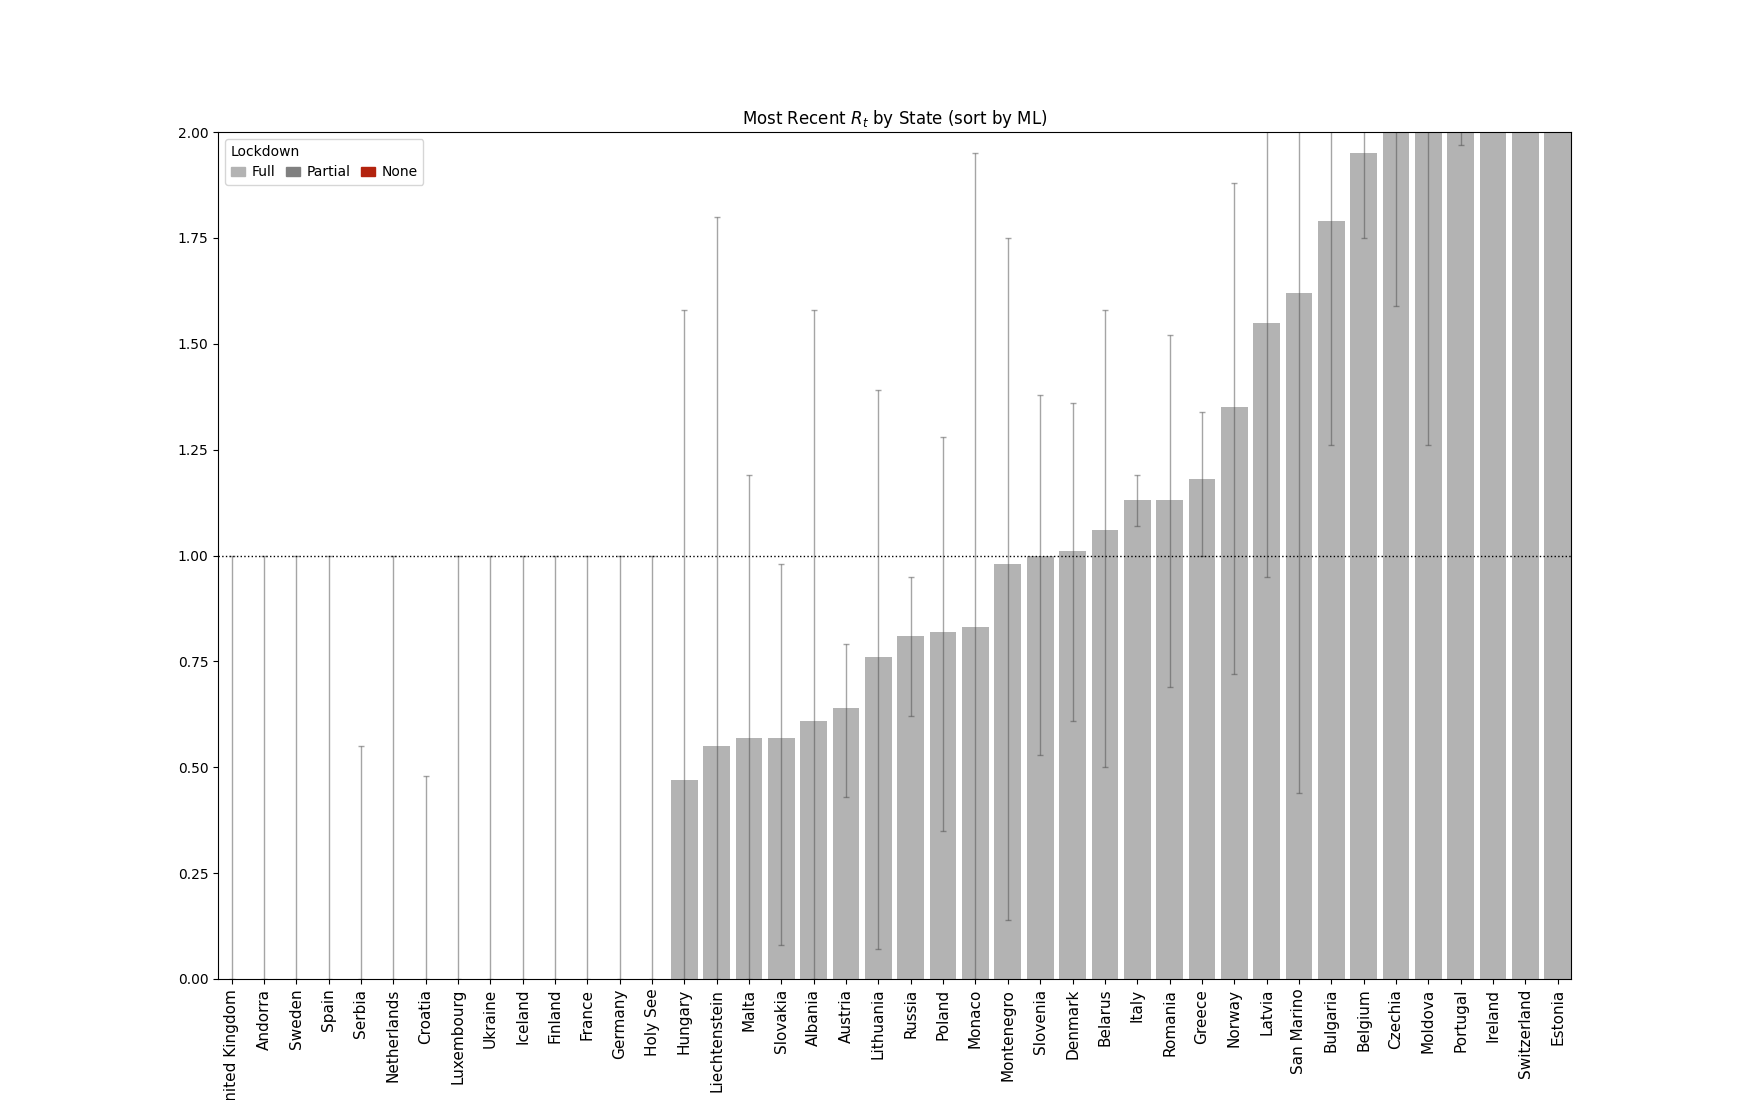 Most Recent Rt by State (sort by ML)
2.00
1.75
1.50
1.25
1.00
0.75
0.50
0.25
0.00
Lockdown
Full Partial None
nited Kingdom
Andorra
Sweden
Spain
Serbia
Netherlands
Croatia
Luxembourg
Ukraine
Iceland
Finland
France
Germany
Holy See
Hungary
Liechtenstein
Malta
Slovakia
Albania
Austria
Lithuania
Russia
Poland
Monaco
Montenegro
Slovenia
Denmark
Belarus
Italy
Romania
Greece
Norway
Latvia
San Marino
Bulgaria
Belgium
Czechia
Moldova
Portugal
Ireland
Switzerland
Estonia